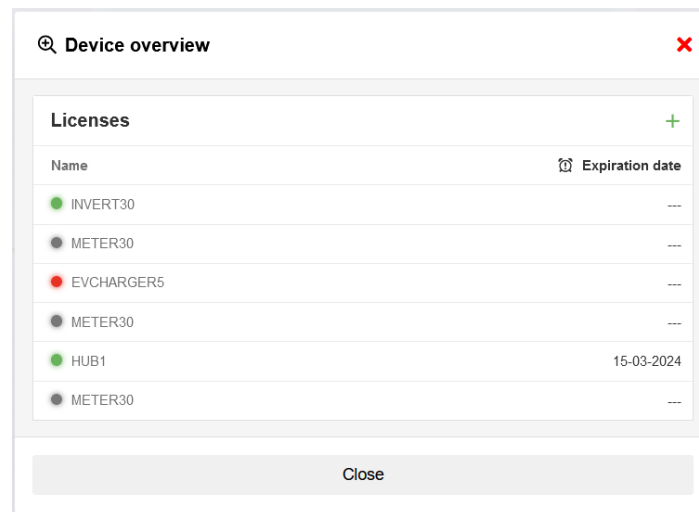 Device overview
Licenses
Name Expiration date
INVERT30 ---
METER30 ---
EVCHARGER5 ---
METER30 ---
HUB1 15-03-2024
METER30 ---
Close